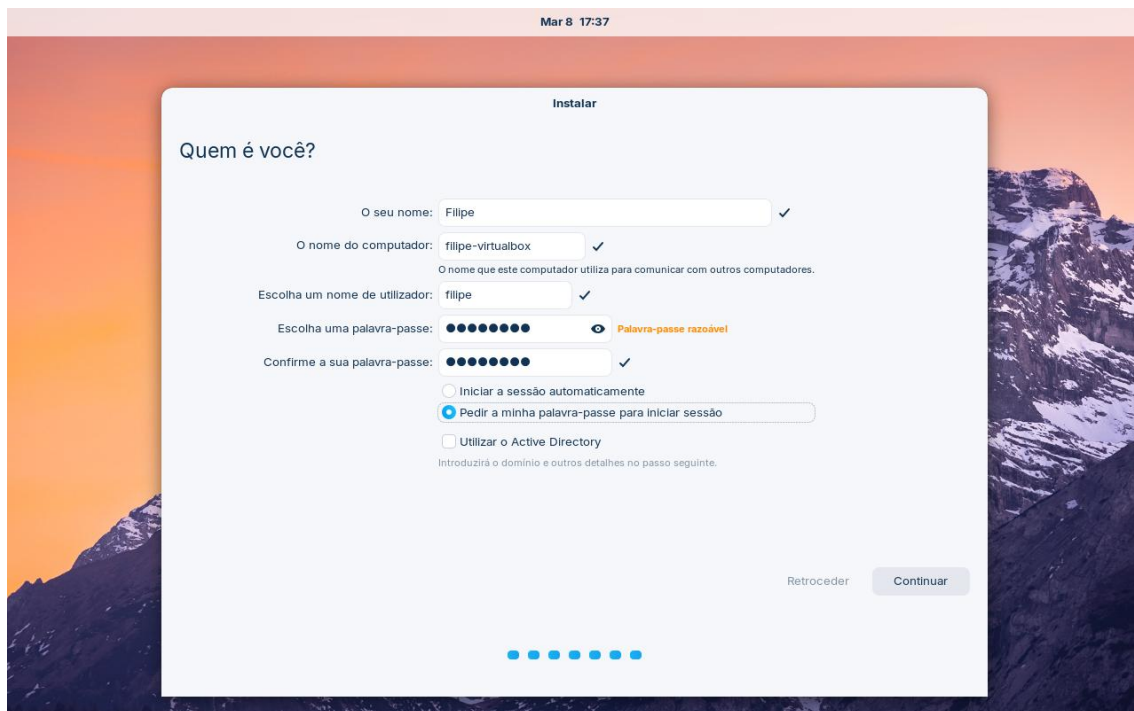 Mar 8 17:37
Instalar
Quem é você?
O seu nome: Filipe
O nome do computador: filipe-virtualbox
O nome que este computador utiliza para comunicar com outros computadores.
Escolha um nome de utilizador: filipe
Escolha uma palavra-passe: ●●●●●●●● Palavra-passe razoável
Confirme a sua palavra-passe: ●●●●●●●●
Iniciar a sessão automaticamente
Pedir a minha palavra-passe para iniciar sessão
Utilizar o Active Directory
Introduzirá o domínio e outros detalhes no passo seguinte.
Retroceder Continuar